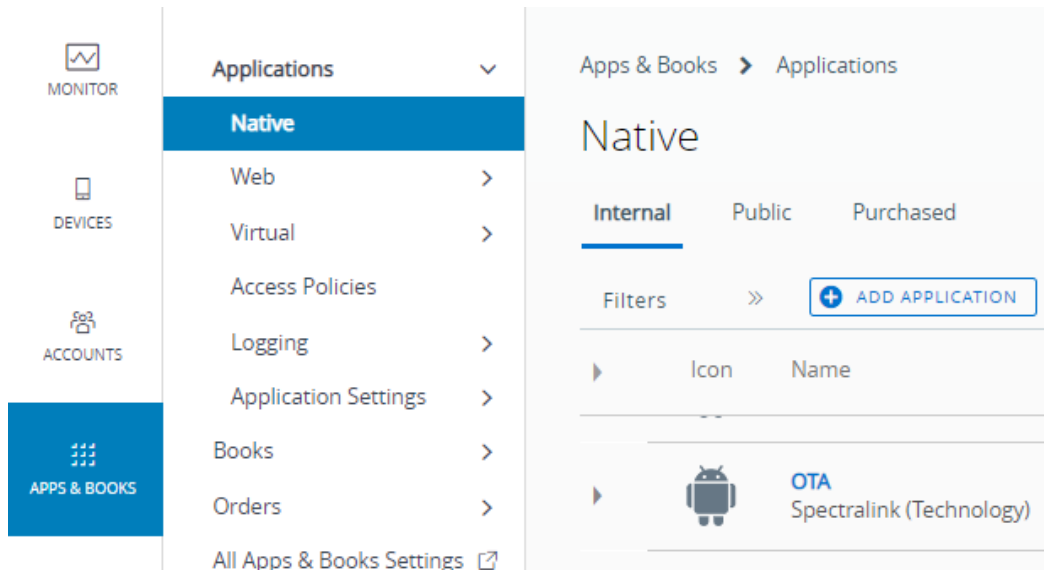 MONITOR
DEVICES
ACCOUNTS
APPS & BOOKS
Applications
Native
Web
Virtual
Access Policies
Logging
Application Settings
Books
Orders
All Apps & Books Settings
Apps & Books > Applications
Native
Internal Public Purchased
Filters » ADD APPLICATION
Icon Name
OTA
Spectralink (Technology)